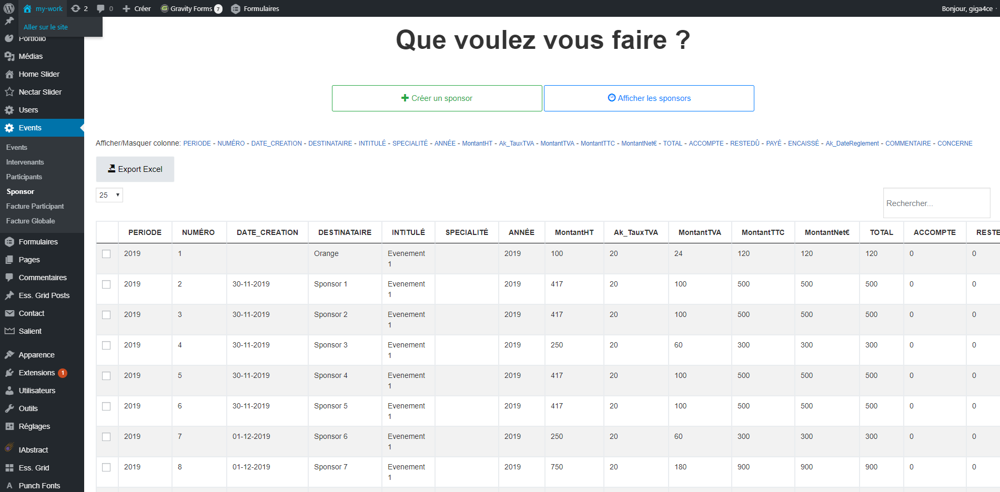 my-work 2 0 Créer Gravity Forms 7 Formulaires Bonjour, giga4ce
Aller sur le site
Portfolio
Médias
Home Slider
Nectar Slider
Users
Events
Events
Intervenants
Participants
Sponsor
Facture Participant
Facture Globale
Formulaires
Pages
Commentaires
Ess. Grid Posts
Contact
Salient
Apparence
Extensions 1
Utilisateurs
Outils
Réglages
IAbstract
Ess. Grid
Punch Fonts
Que voulez vous faire ?
Créer un sponsor Afficher les sponsors
Afficher/Masquer colonne: PERIODE - NUMÉRO - DATE_CREATION - DESTINATAIRE - INTITULÉ - SPECIALITÉ - ANNÉE - MontantHT - Ak_TauxTVA - MontantTVA - MontantTTC - MontantNet€ - TOTAL - ACCOMPTE - RESTEDÛ - PAYÉ - ENCAISSÉ - Ak_DateReglement - COMMENTAIRE - CONCERNE
Export Excel
25
Rechercher...
PERIODE NUMÉRO DATE_CREATION DESTINATAIRE INTITULÉ SPECIALITÉ ANNÉE MontantHT Ak_TauxTVA MontantTVA MontantTTC MontantNet€ TOTAL ACCOMPTE RESTE
2019 1 Orange Evenement 2019 100 20 24 120 120 120 0 0
1
2019 2 30-11-2019 Sponsor 1 Evenement 2019 417 20 100 500 500 500 0 0
1
2019 3 30-11-2019 Sponsor 2 Evenement 2019 417 20 100 500 500 500 0 0
1
2019 4 30-11-2019 Sponsor 3 Evenement 2019 250 20 60 300 300 300 0 0
1
2019 5 30-11-2019 Sponsor 4 Evenement 2019 417 20 100 500 500 500 0 0
1
2019 6 30-11-2019 Sponsor 5 Evenement 2019 417 20 100 500 500 500 0 0
1
2019 7 01-12-2019 Sponsor 6 Evenement 2019 250 20 60 300 300 300 0 0
1
2019 8 01-12-2019 Sponsor 7 Evenement 2019 750 20 180 900 900 900 0 0
1